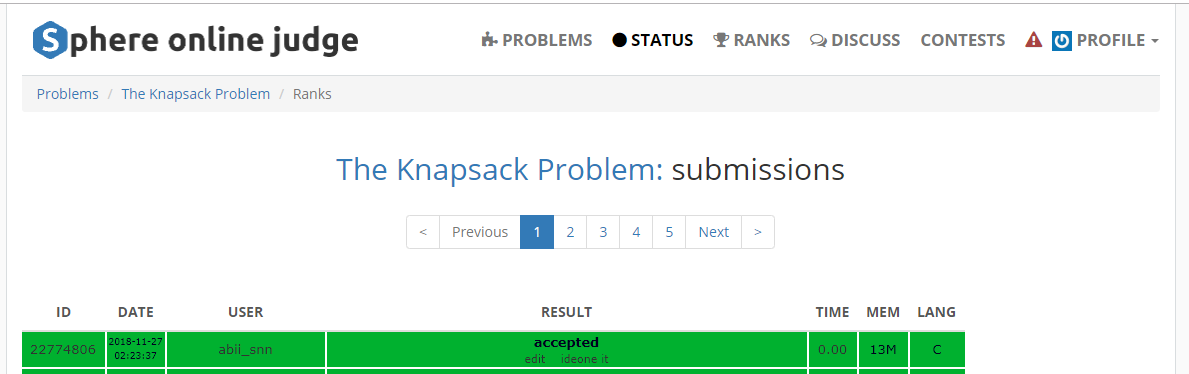 Sphere online judge PROBLEMS STATUS RANKS DISCUSS CONTESTS PROFILE
Problems / The Knapsack Problem / Ranks
The Knapsack Problem: submissions
< Previous 1 2 3 4 5 Next >
ID DATE USER RESULT TIME MEM LANG
22774806 2018-11-27 02:23:37 abii_snn accepted 0.00 13M C
edit ideone it